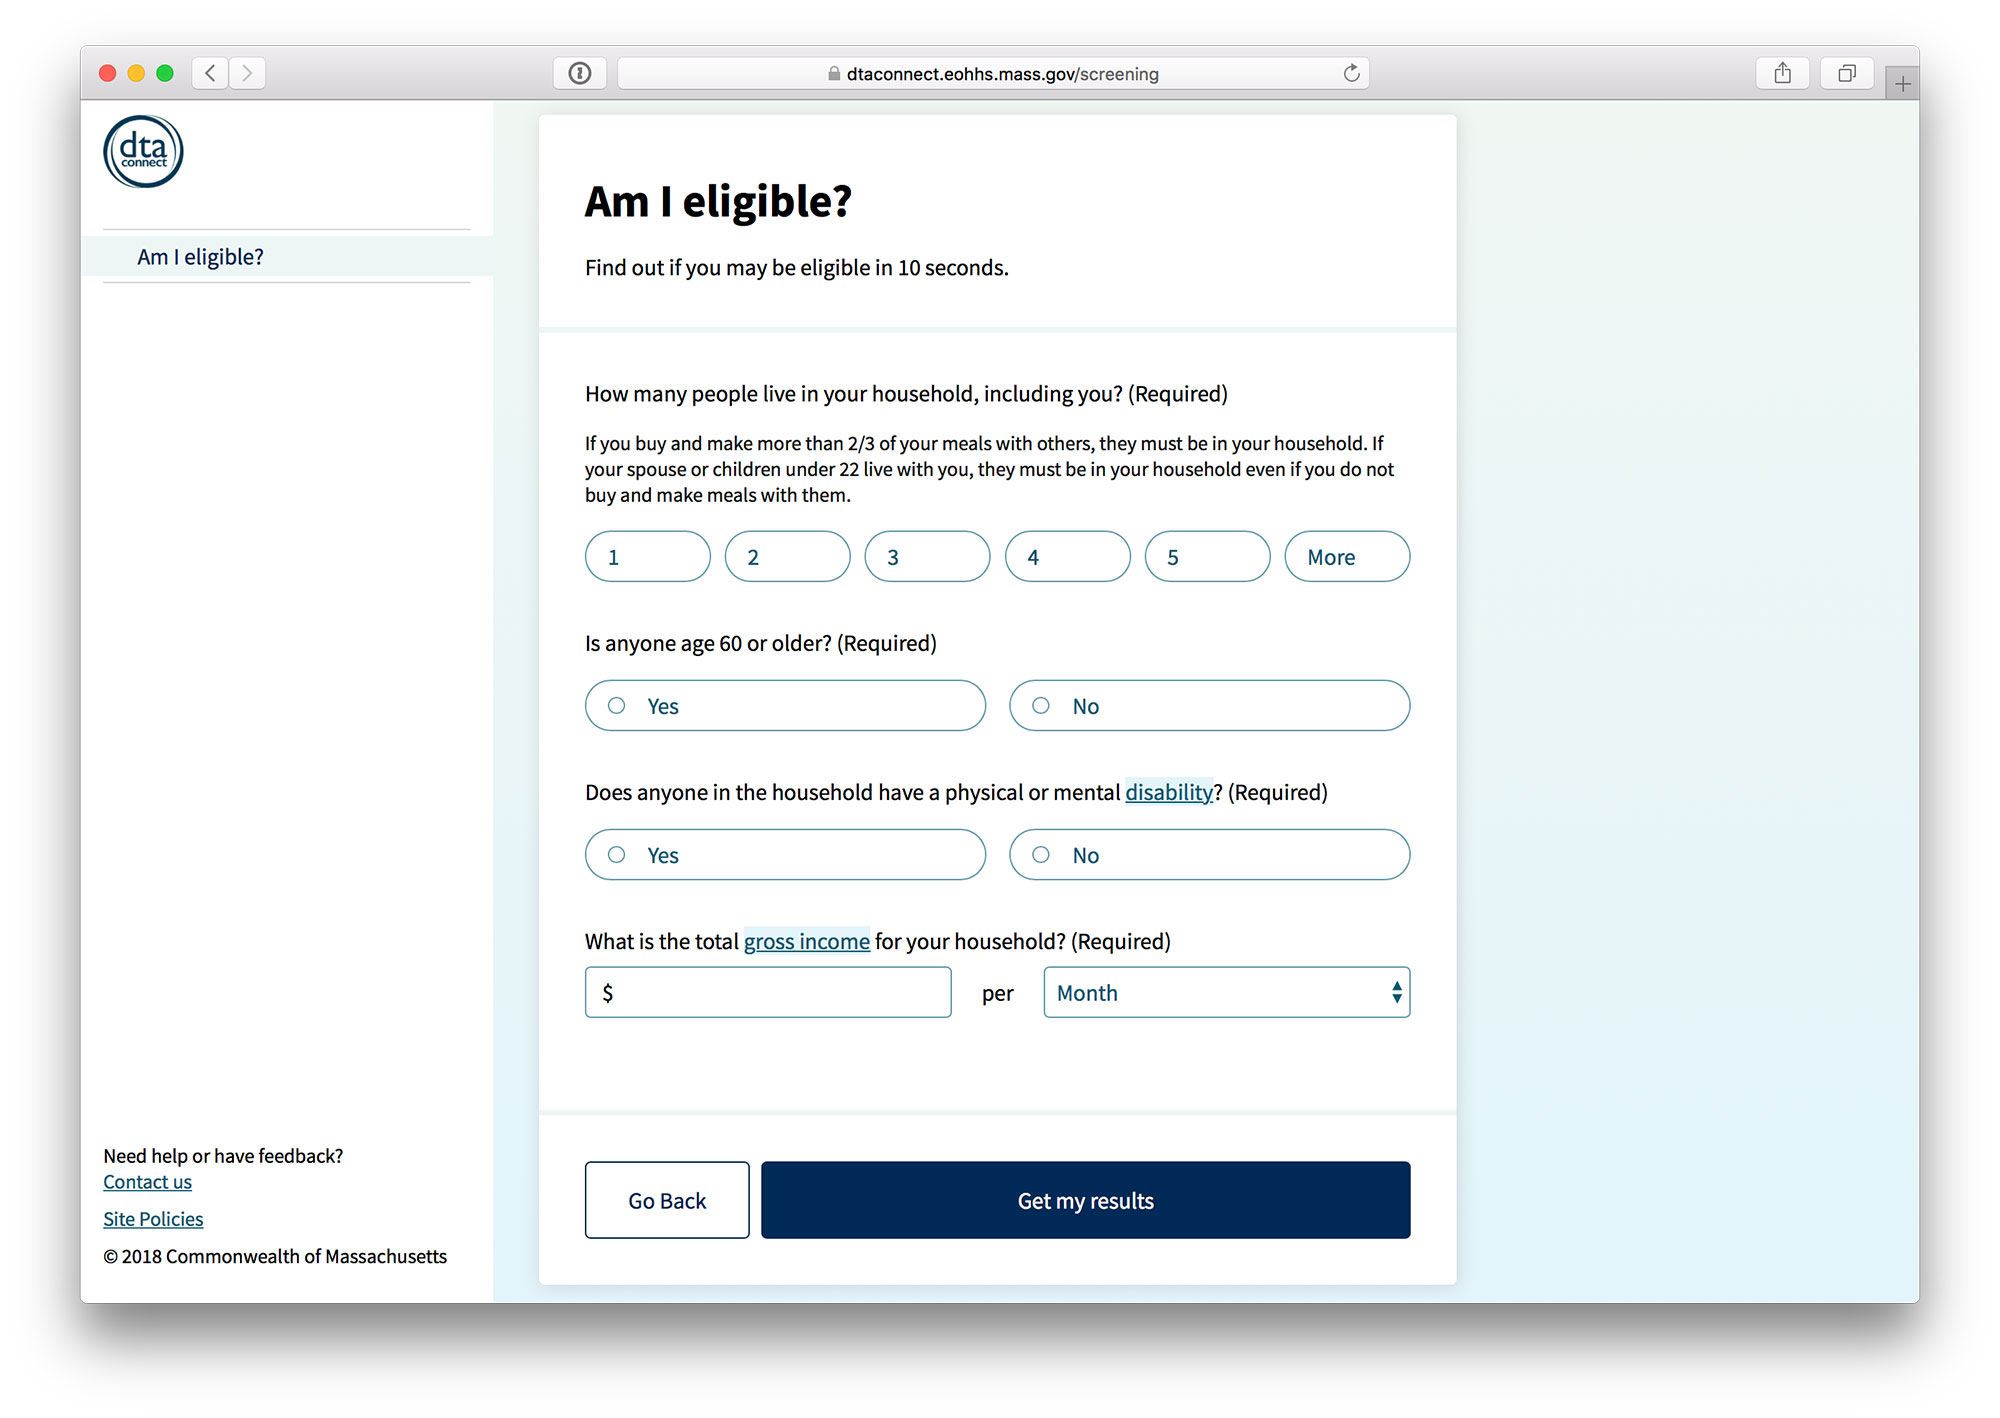 dtaconnect.eohhs.mass.gov/screening
dta
connect
Am I eligible?
Need help or have feedback?
Contact us
Site Policies
© 2018 Commonwealth of Massachusetts
Am I eligible?
Find out if you may be eligible in 10 seconds.
How many people live in your household, including you? (Required)
If you buy and make more than 2/3 of your meals with others, they must be in your household. If
your spouse or children under 22 live with you, they must be in your household even if you do not
buy and make meals with them.
1 2 3 4 5 More
Is anyone age 60 or older? (Required)
Yes No
Does anyone in the household have a physical or mental disability? (Required)
Yes No
What is the total gross income for your household? (Required)
$ per Month
Go Back Get my results